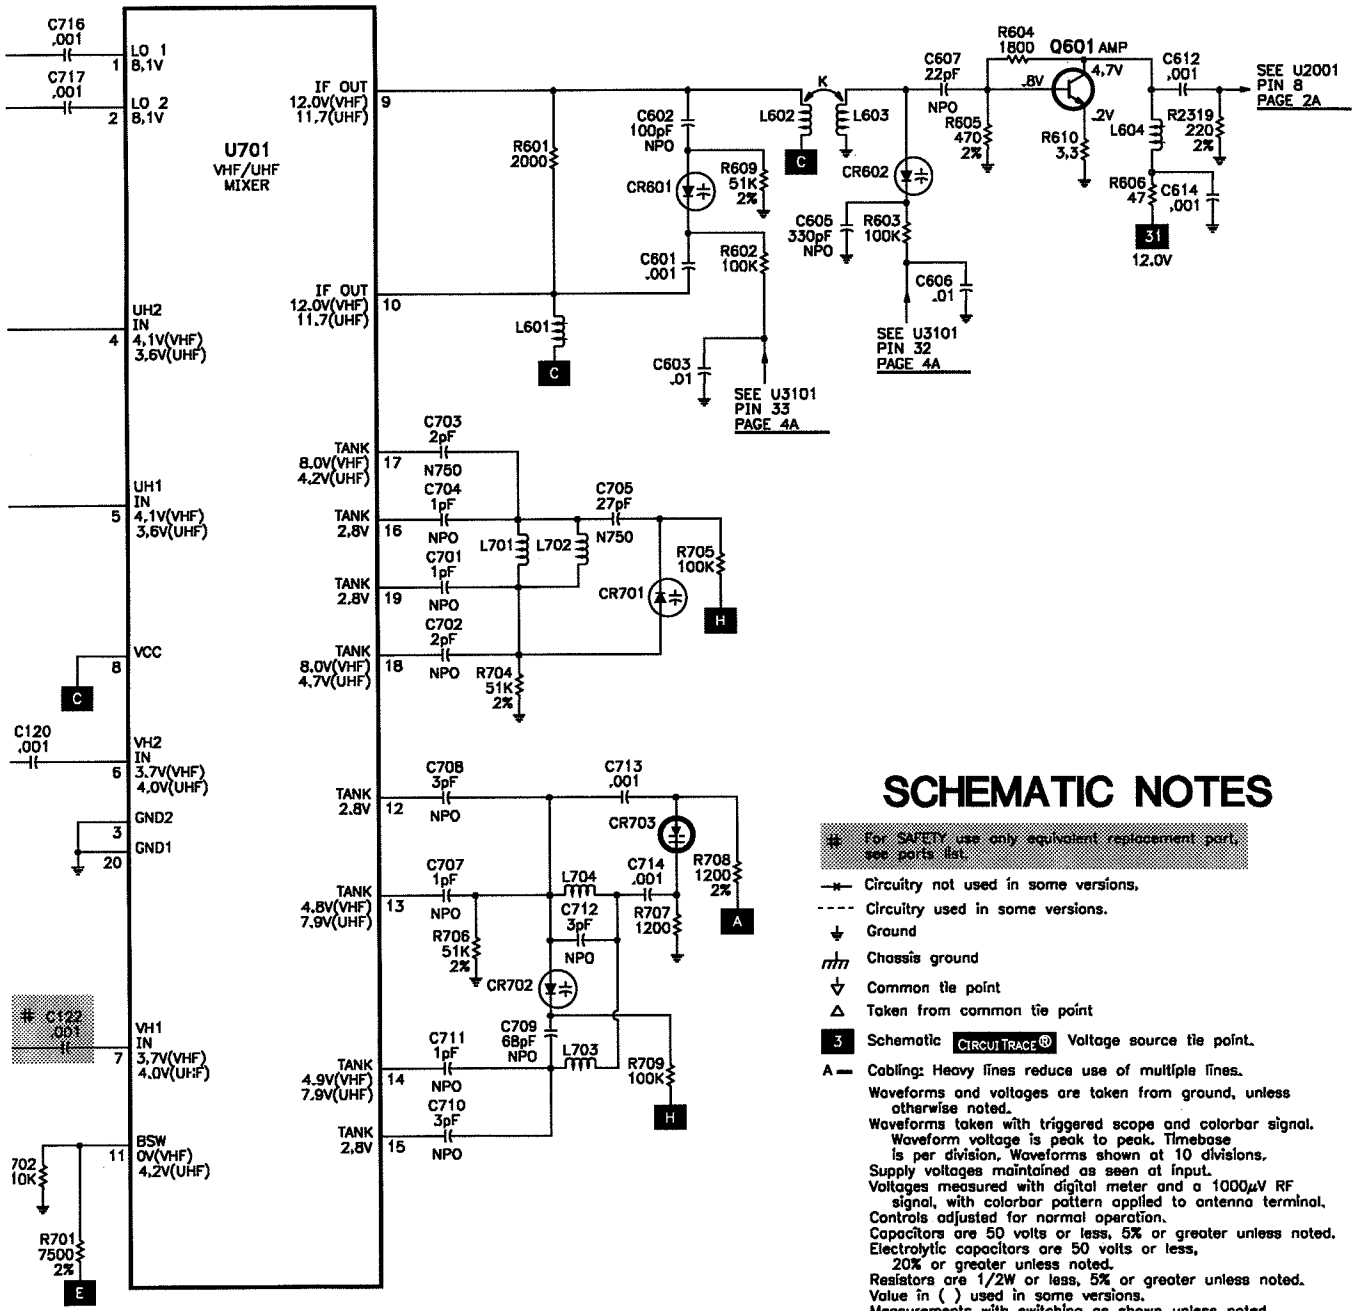 C716
.001
LO 1
1
8.1V
C717
.001
LO 2
2
8.1V
U701
VHF/UHF
MIXER
IF OUT
12.0V(VHF)
11.7(UHF)
9
IF OUT
12.0V(VHF)
11.7(UHF)
10
UH2
IN
4
4.1V(VHF)
3.6V(UHF)
UH1
IN
5
4.1V(VHF)
3.6V(UHF)
VCC
8
C
C120
.001
VH2
IN
6
3.7V(VHF)
4.0V(UHF)
GND2
3
GND1
20
# C122
.001
VH1
IN
7
3.7V(VHF)
4.0V(UHF)
BSW
11
0V(VHF)
4.2V(UHF)
702
10K
R701
7500
2%
E
R601
2000
C602
100pF
NPO
CR601
R609
51K
2%
C601
.001
R602
100K
L601
C
C603
.01
SEE U3101
PIN 33
PAGE 4A
L602
K
L603
C
CR602
C605
330pF
NPO
R603
100K
C606
.01
SEE U3101
PIN 32
PAGE 4A
C607
22pF
NPO
R604
1800
Q601 AMP
4.7V
.8V
.2V
R605
470
2%
R610
3.3
C612
.001
L604
R2319
220
2%
R606
47
C614
.001
31
12.0V
SEE U2001
PIN 8
PAGE 2A
TANK
8.0V(VHF)
4.2V(UHF)
17
C703
2pF
N750
TANK
2.8V
16
C704
1pF
NPO
L701
L702
C705
27pF
N750
R705
100K
H
CR701
TANK
2.8V
19
C701
1pF
NPO
TANK
8.0V(VHF)
4.7V(UHF)
18
C702
2pF
NPO
R704
51K
2%
TANK
2.8V
12
C708
3pF
NPO
C713
.001
CR703
R708
1200
2%
A
TANK
4.8V(VHF)
7.9V(UHF)
13
C707
1pF
NPO
R706
51K
2%
L704
C712
3pF
NPO
C714
.001
R707
1200
CR702
C709
68pF
NPO
L703
R709
100K
H
TANK
4.9V(VHF)
7.9V(UHF)
14
C711
1pF
NPO
TANK
2.8V
15
C710
3pF
NPO
SCHEMATIC NOTES
# For SAFETY use only equivalent replacement part,
see parts list.
Circuitry not used in some versions.
Circuitry used in some versions.
Ground
Chassis ground
Common tie point
Taken from common tie point
3 Schematic CIRCUITRACE® Voltage source tie point.
A Cabling: Heavy lines reduce use of multiple lines.
Waveforms and voltages are taken from ground, unless
otherwise noted.
Waveforms taken with triggered scope and colorbar signal.
Waveform voltage is peak to peak. Timebase
is per division. Waveforms shown at 10 divisions.
Supply voltages maintained as seen at input.
Voltages measured with digital meter and a 1000µV RF
signal, with colorbar pattern applied to antenna terminal.
Controls adjusted for normal operation.
Capacitors are 50 volts or less, 5% or greater unless noted.
Electrolytic capacitors are 50 volts or less,
20% or greater unless noted.
Resistors are 1/2W or less, 5% or greater unless noted.
Value in ( ) used in some versions.
Measurements with switching as shown unless noted